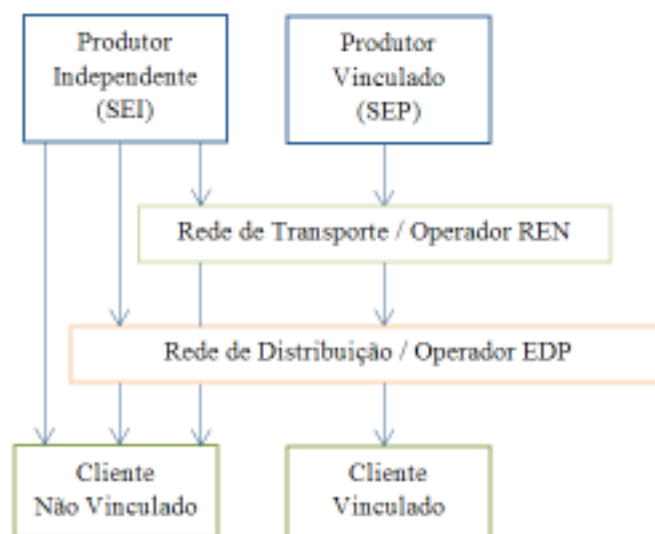 Produtor
Independente
(SEI)
Produtor
Vinculado
(SEP)
Rede de Transporte / Operador REN
Rede de Distribuição / Operador EDP
Cliente
Não Vinculado
Cliente
Vinculado